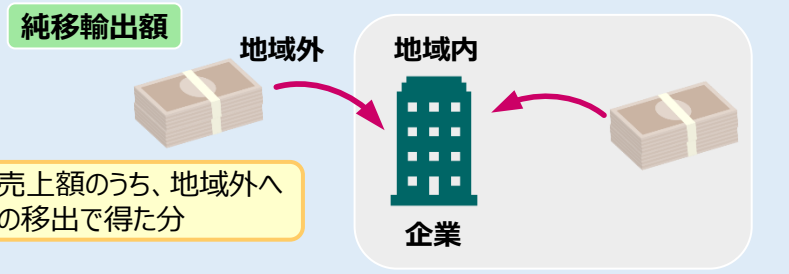 純移輸出額
地域外
地域内
売上額のうち、地域外へ
の移出で得た分
企業